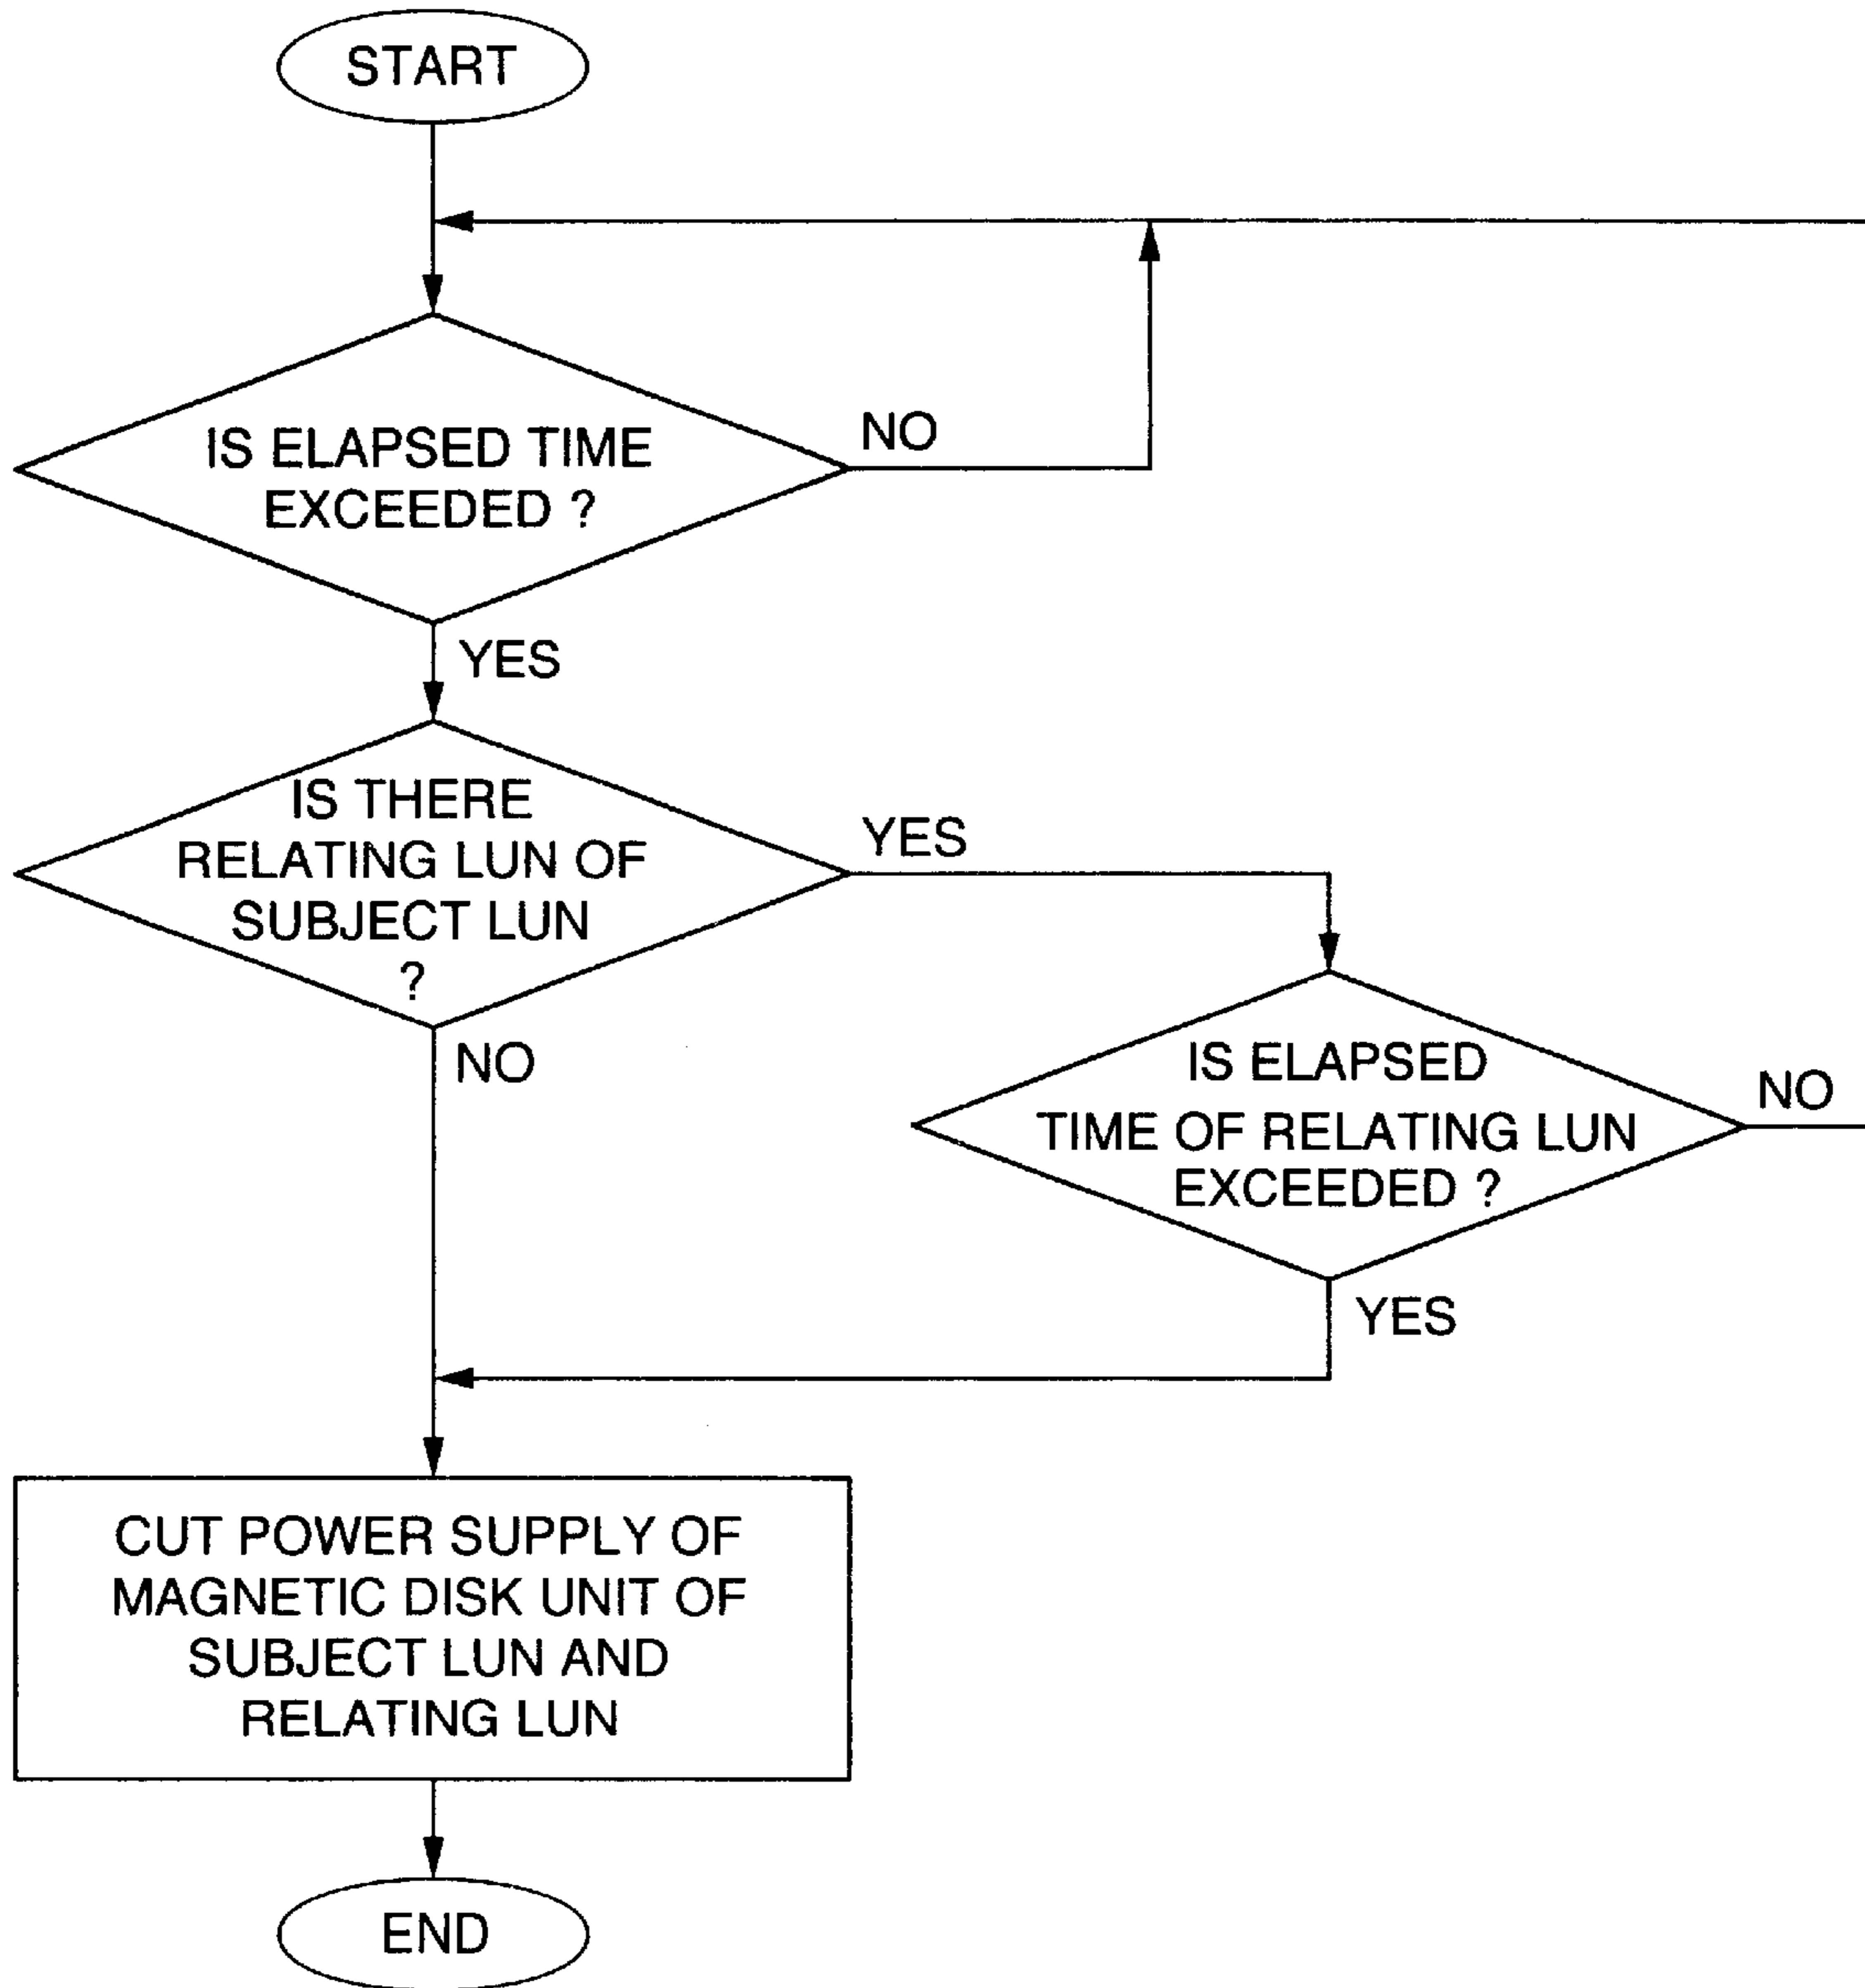 START
IS ELAPSED TIME
EXCEEDED ?
NO
YES
IS THERE
RELATING LUN OF
SUBJECT LUN
?
YES
NO
IS ELAPSED
TIME OF RELATING LUN
EXCEEDED ?
NO
YES
CUT POWER SUPPLY OF
MAGNETIC DISK UNIT OF
SUBJECT LUN AND
RELATING LUN
END